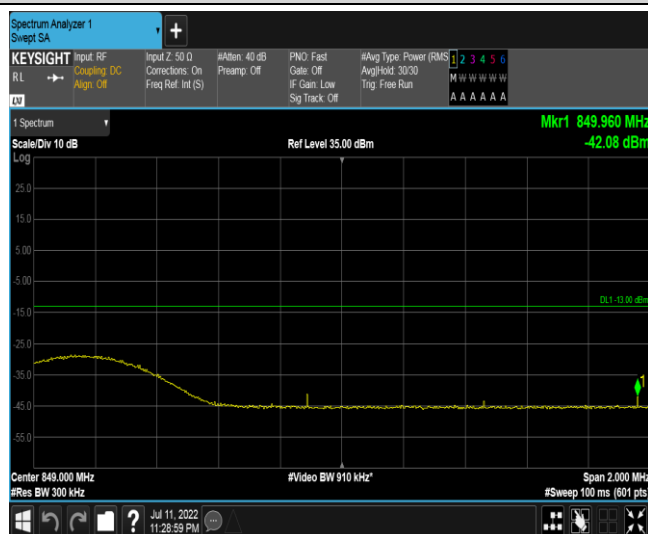 Spectrum Analyzer 1
Swept SA
+
KEYSIGHT
RL
LXI
Input: RF
Coupling: DC
Align: Off
Input Z: 50 Ω
Corrections: On
Freq Ref: Int (S)
#Atten: 40 dB
Preamp: Off
PNO: Fast
Gate: Off
IF Gain: Low
Sig Track: Off
#Avg Type: Power (RMS
Avg|Hold: 30/30
Trig: Free Run
1 2 3 4 5 6
M W W W W W
A A A A A A
1 Spectrum
Mkr1 849.960 MHz
-42.08 dBm
Scale/Div 10 dB
Ref Level 35.00 dBm
Log
25.0
15.0
5.00
-5.00
DL1 -13.00 dBm
-15.0
-25.0
-35.0
1
-45.0
-55.0
Center 849.000 MHz
#Video BW 910 kHz*
Span 2.000 MHz
#Res BW 300 kHz
#Sweep 100 ms (601 pts)
?
Jul 11, 2022
11:28:59 PM